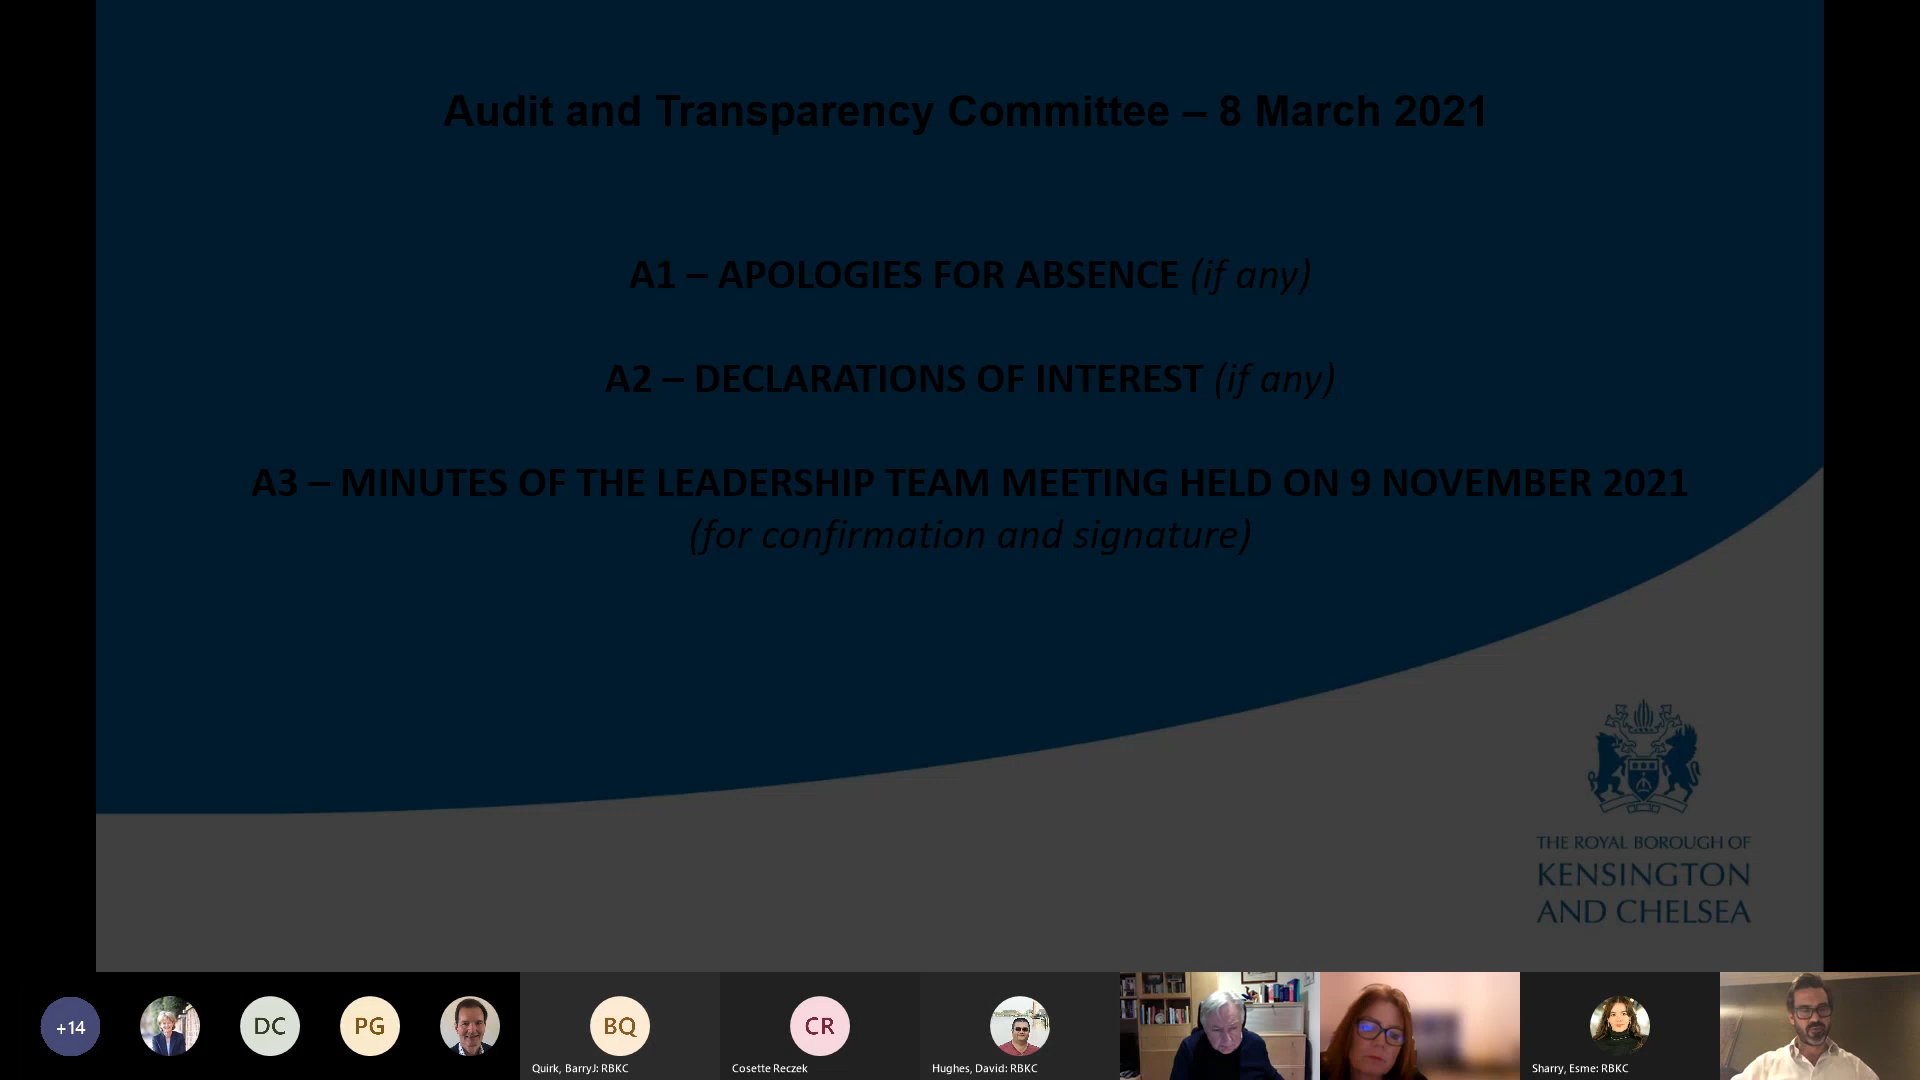 Audit and Transparency Committee – 8 March 2021
A1 – APOLOGIES FOR ABSENCE (if any)
A2 – DECLARATIONS OF INTEREST (if any)
A3 – MINUTES OF THE LEADERSHIP TEAM MEETING HELD ON 9 NOVEMBER 2021
(for confirmation and signature)
THE ROYAL BOROUGH OF
KENSINGTON
AND CHELSEA
+14
DC
PG
BQ
CR
Quirk, BarryJ: RBKC
Cosette Reczek
Hughes, David: RBKC
Sharry, Esme: RBKC